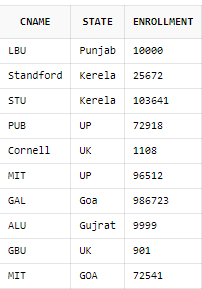 CNAME STATE ENROLLMENT
LBU Punjab 10000
Standford Kerela 25672
STU Kerela 103641
PUB UP 72918
Cornell UK 1108
MIT UP 96512
GAL Goa 986723
ALU Gujrat 9999
GBU UK 901
MIT GOA 72541